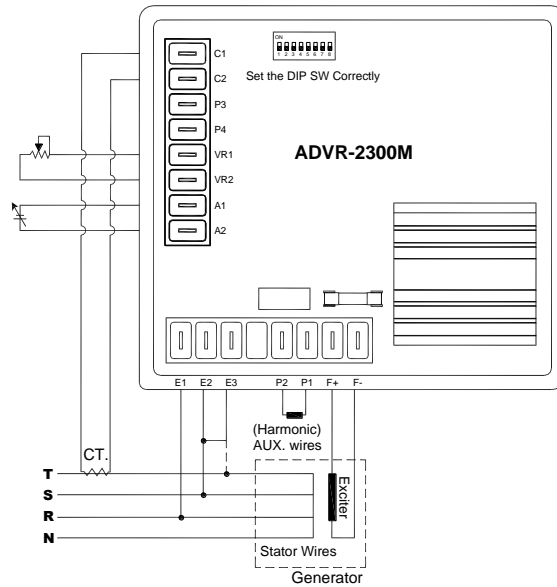 ON
1 2 3 4 5 6 7 8
Set the DIP SW Correctly
C1
C2
P3
P4
VR1
VR2
A1
A2
ADVR-2300M
E1 E2 E3 P2 P1 F+ F-
(Harmonic)
AUX. wires
CT.
T
S
R
N
Exciter
Stator Wires
Generator